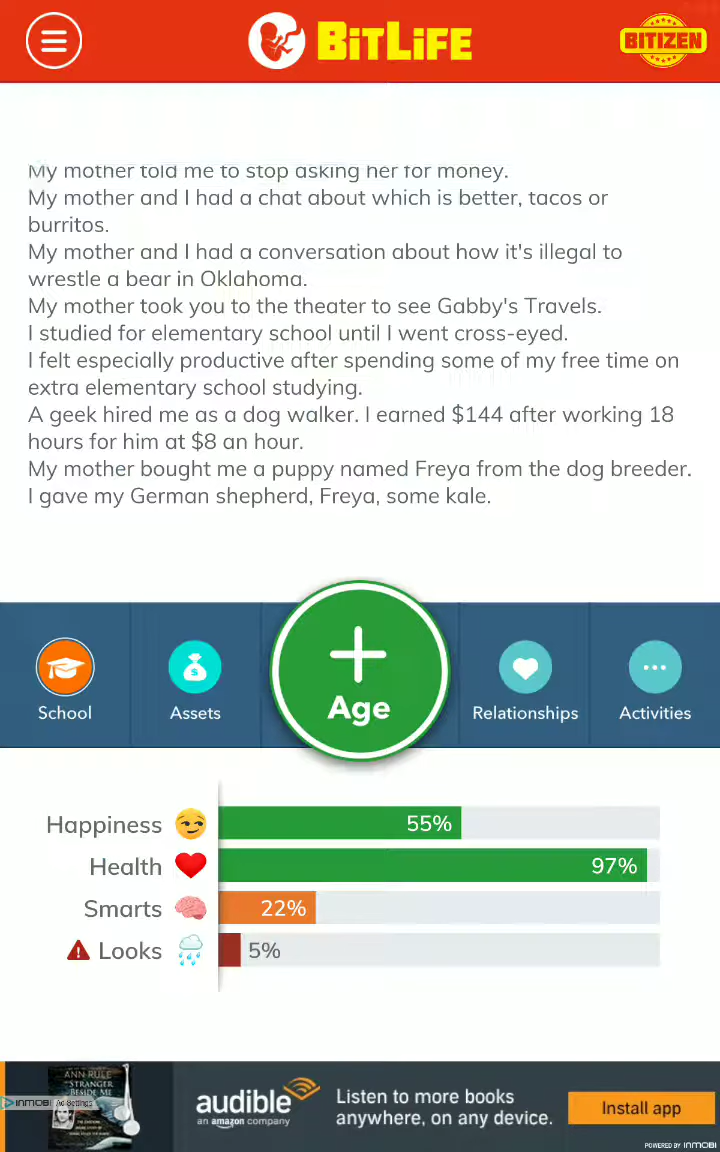 BiTLiFE
BITIZEN
My mother told me to stop asking her for money.
My mother and I had a chat about which is better, tacos or
burritos.
My mother and I had a conversation about how it's illegal to
wrestle a bear in Oklahoma.
My mother took you to the theater to see Gabby's Travels.
I studied for elementary school until I went cross-eyed.
I felt especially productive after spending some of my free time on
extra elementary school studying.
A geek hired me as a dog walker. I earned $144 after working 18
hours for him at $8 an hour.
My mother bought me a puppy named Freya from the dog breeder.
I gave my German shepherd, Freya, some kale.
School
Assets
Age
Relationships
Activities
Happiness 55%
Health 97%
Smarts 22%
Looks 5%
ANN RULE
STRANGER
BESIDE ME
INMOBI Ad Settings
audible
an amazon company
Listen to more books
anywhere, on any device.
Install app
POWERED BY INMOBI